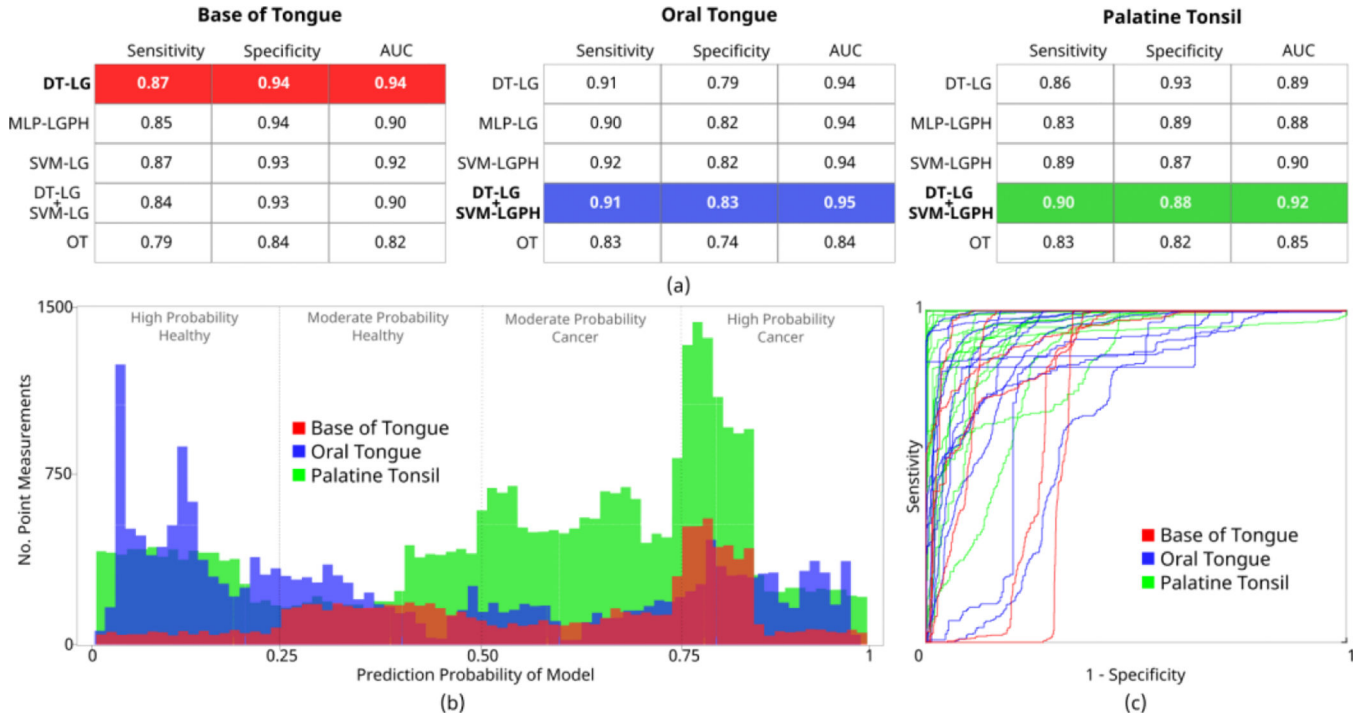 Base of Tongue
Sensitivity Specificity AUC
DT-LG 0.87 0.94 0.94
MLP-LGPH 0.85 0.94 0.90
SVM-LG 0.87 0.93 0.92
DT-LG
+
SVM-LG
0.84 0.93 0.90
OT 0.79 0.84 0.82
Oral Tongue
Sensitivity Specificity AUC
DT-LG 0.91 0.79 0.94
MLP-LG 0.90 0.82 0.94
SVM-LGPH 0.92 0.82 0.94
DT-LG
+
SVM-LGPH
0.91 0.83 0.95
OT 0.83 0.74 0.84
Palatine Tonsil
Sensitivity Specificity AUC
DT-LG 0.86 0.93 0.89
MLP-LGPH 0.83 0.89 0.88
SVM-LGPH 0.89 0.87 0.90
DT-LG
+
SVM-LGPH
0.90 0.88 0.92
OT 0.83 0.82 0.85
(a)
1500
750
0
No. Point Measurements
High Probability
Healthy
Moderate Probability
Healthy
Moderate Probability
Cancer
High Probability
Cancer
Base of Tongue
Oral Tongue
Palatine Tonsil
0 0.25 0.50 0.75 1
Prediction Probability of Model
(b)
1
Senstivity
Base of Tongue
Oral Tongue
Palatine Tonsil
0 1
1 - Specificity
(c)